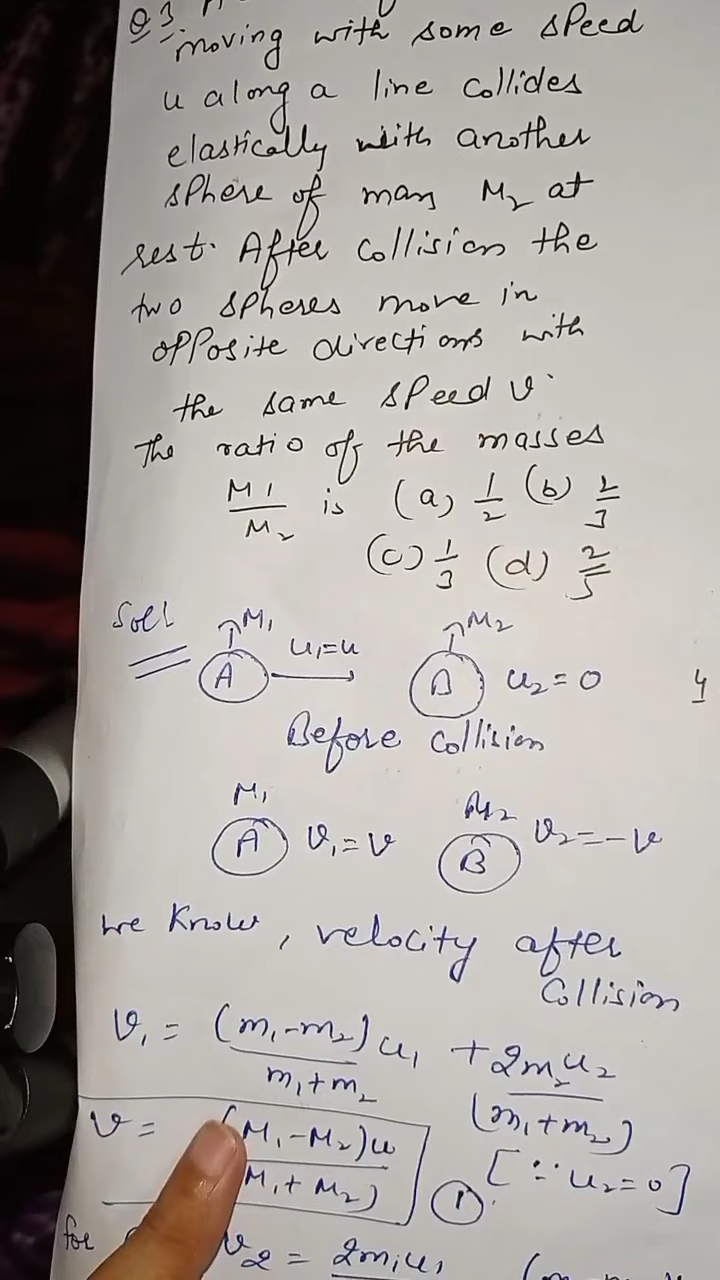 Q3.
moving with some speed
u along a line collides
elastically with another
sphere of mass M₂ at
rest. After collision the
two spheres move in
opposite directions with
the same speed v.
The ratio of the masses
M₁/M₂ is (a) 1/2 (b) 2/3
(c) 1/3 (d) 2/5
Soln M₁ M₂
A u₁=u B u₂=0 4
Before collision
M₁ M₂
A v₁=v B v₂=-v
We know, velocity after
collision
v₁ = (m₁-m₂)u₁/m₁+m₂ + 2m₂u₂/(m₁+m₂)
v = (M₁-M₂)u/M₁+M₂) ① [∵ u₂=0]
for v₂ = 2m₁u₁